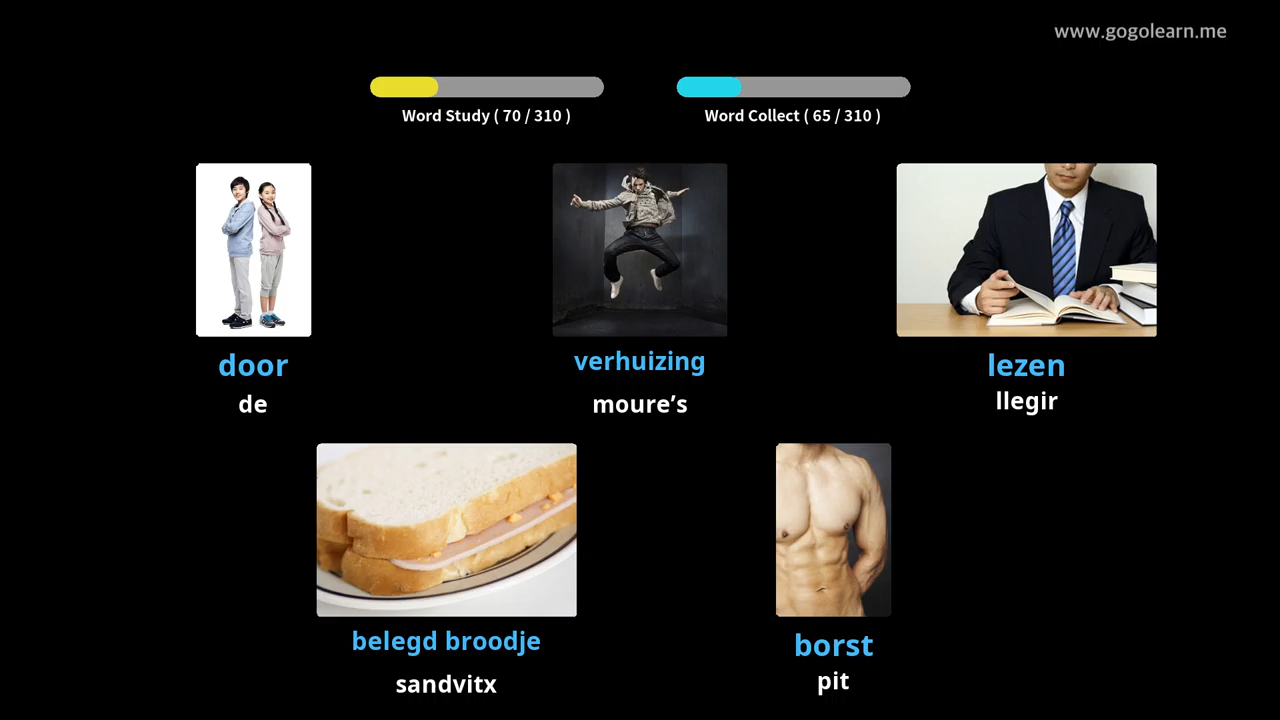 www.gogolearn.me
Word Study ( 70 / 310 )
Word Collect ( 65 / 310 )
door
de
verhuizing
moure’s
lezen
llegir
belegd broodje
sandvitx
borst
pit